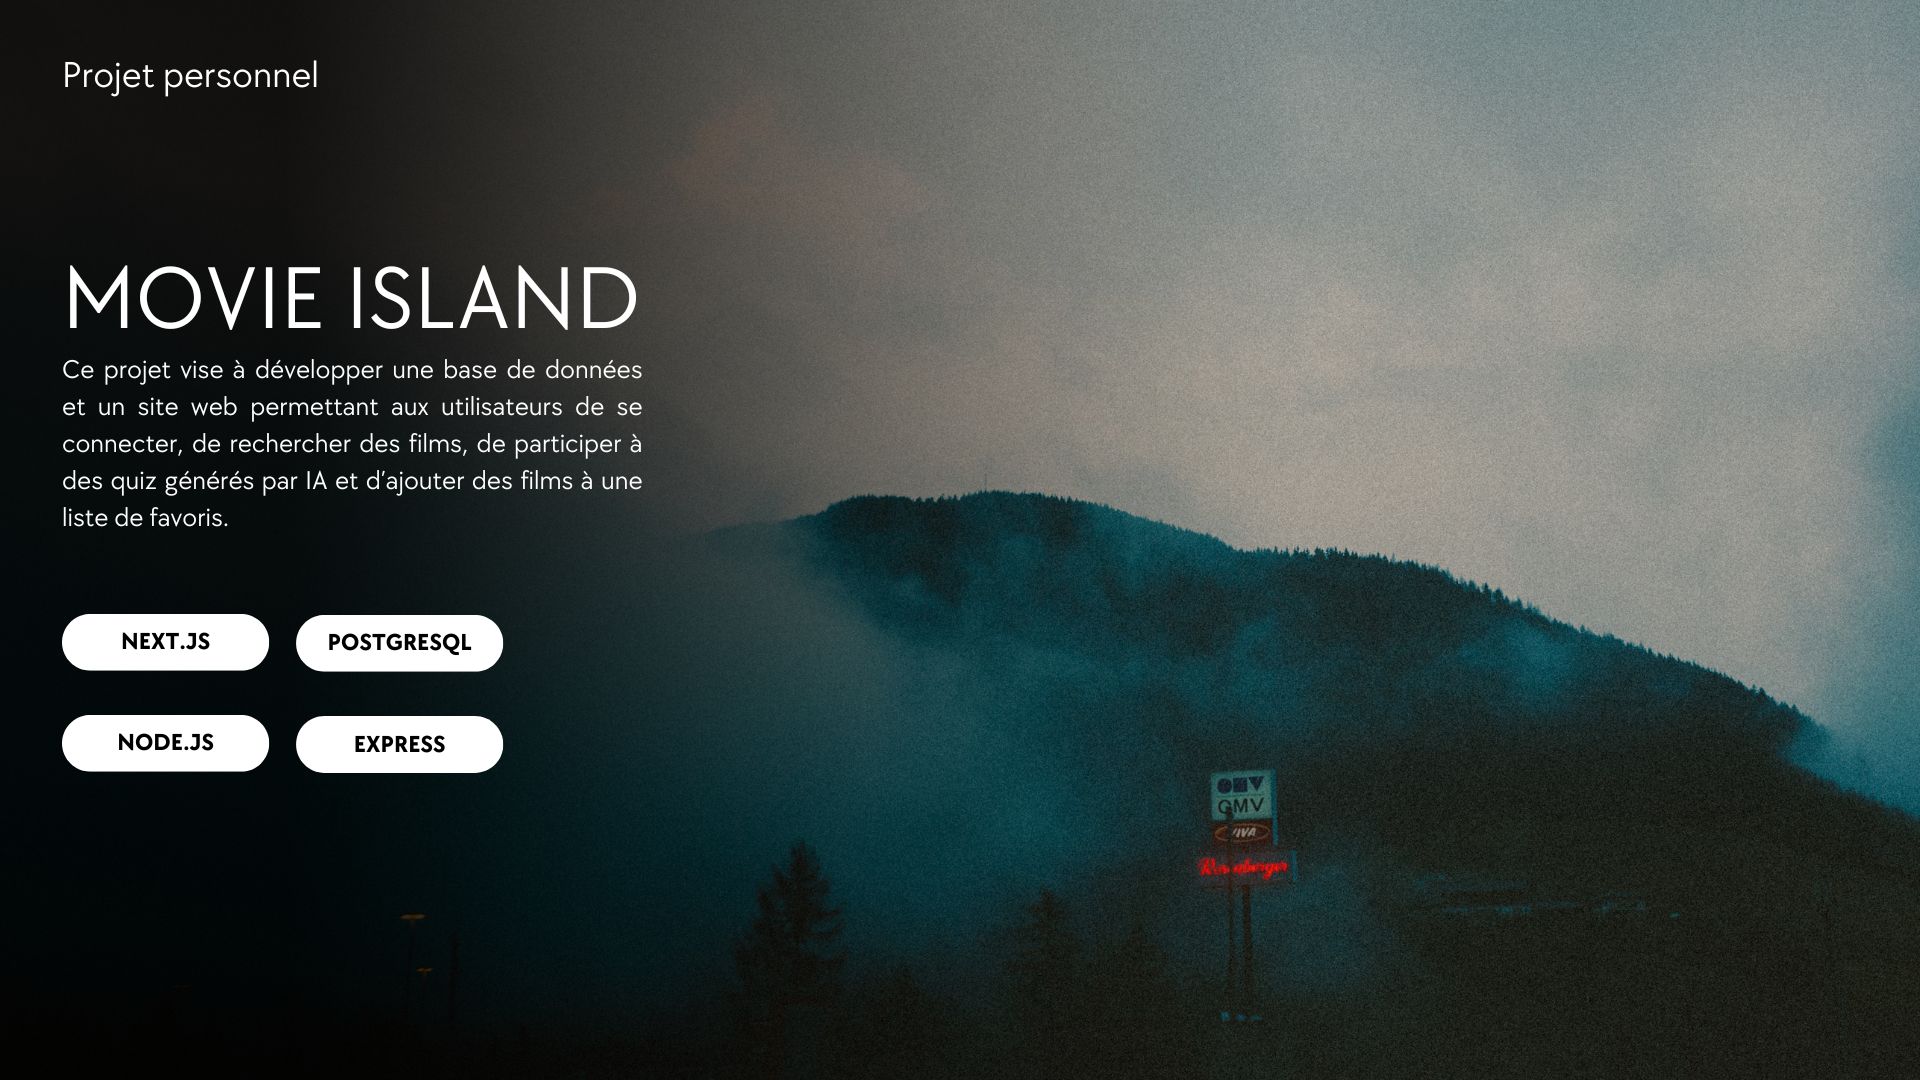 Projet personnel
MOVIE ISLAND
Ce projet vise à développer une base de données
et un site web permettant aux utilisateurs de se
connecter, de rechercher des films, de participer à
des quiz générés par IA et d'ajouter des films à une
liste de favoris.
NEXT.JS
POSTGRESQL
NODE.JS
EXPRESS
OMV
OMV
VIVA